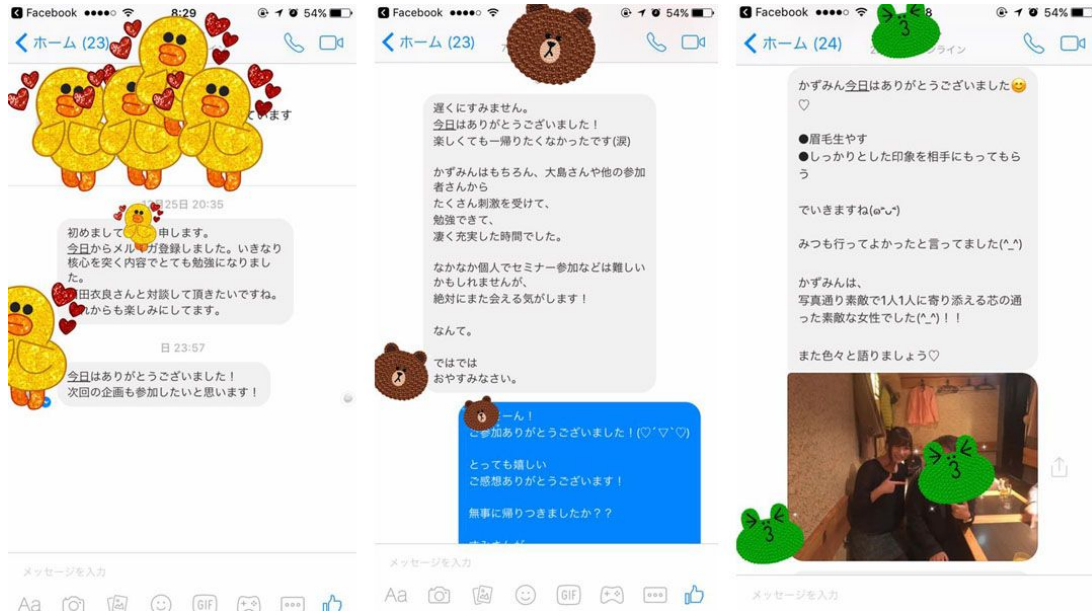 Facebook
8:29
54%
ホーム (23)
ています
月25日 20:35
初めまして
申します。
今日からメルマガ登録しました。いきなり
核心を突く内容でとても勉強になりまし
た。
田衣良さんと対談して頂きたいですね。
れからも楽しみにしてます。
日 23:57
今日はありがとうございました！
次回の企画も参加したいと思います！
メッセージを入力
Aa
GIF
Facebook
54%
ホーム (23)
遅くにすみません。
今日はありがとうございました！
楽しくても一帰りたくなかったです(涙)
かずみんはもちろん、大島さんや他の参加
者さんから
たくさん刺激を受けて、
勉強できて、
凄く充実した時間でした。
なかなか個人でセミナー参加などは難しい
かもしれませんが、
絶対にまた会える気がします！
なんて。
ではでは
おやすみなさい。
ーん！
ご参加ありがとうございました！(♡´▽`♡)
とっても嬉しい
ご感想ありがとうございます！
無事に帰りつきましたか？？
メッセージを入力
Aa
GIF
Facebook
8
54%
ホーム (24)
ンライン
かずみん今日はありがとうございました😊
♡
●眉毛生やす
●しっかりとした印象を相手にもってもら
う
でいきますね(๑˃̵ᴗ˂̵)
みつも行ってよかったと言ってました(^_^)
かずみんは、
写真通り素敵で1人1人に寄り添える芯の通
った素敵な女性でした(^_^)！！
また色々と語りましょう♡
メッセージを入力